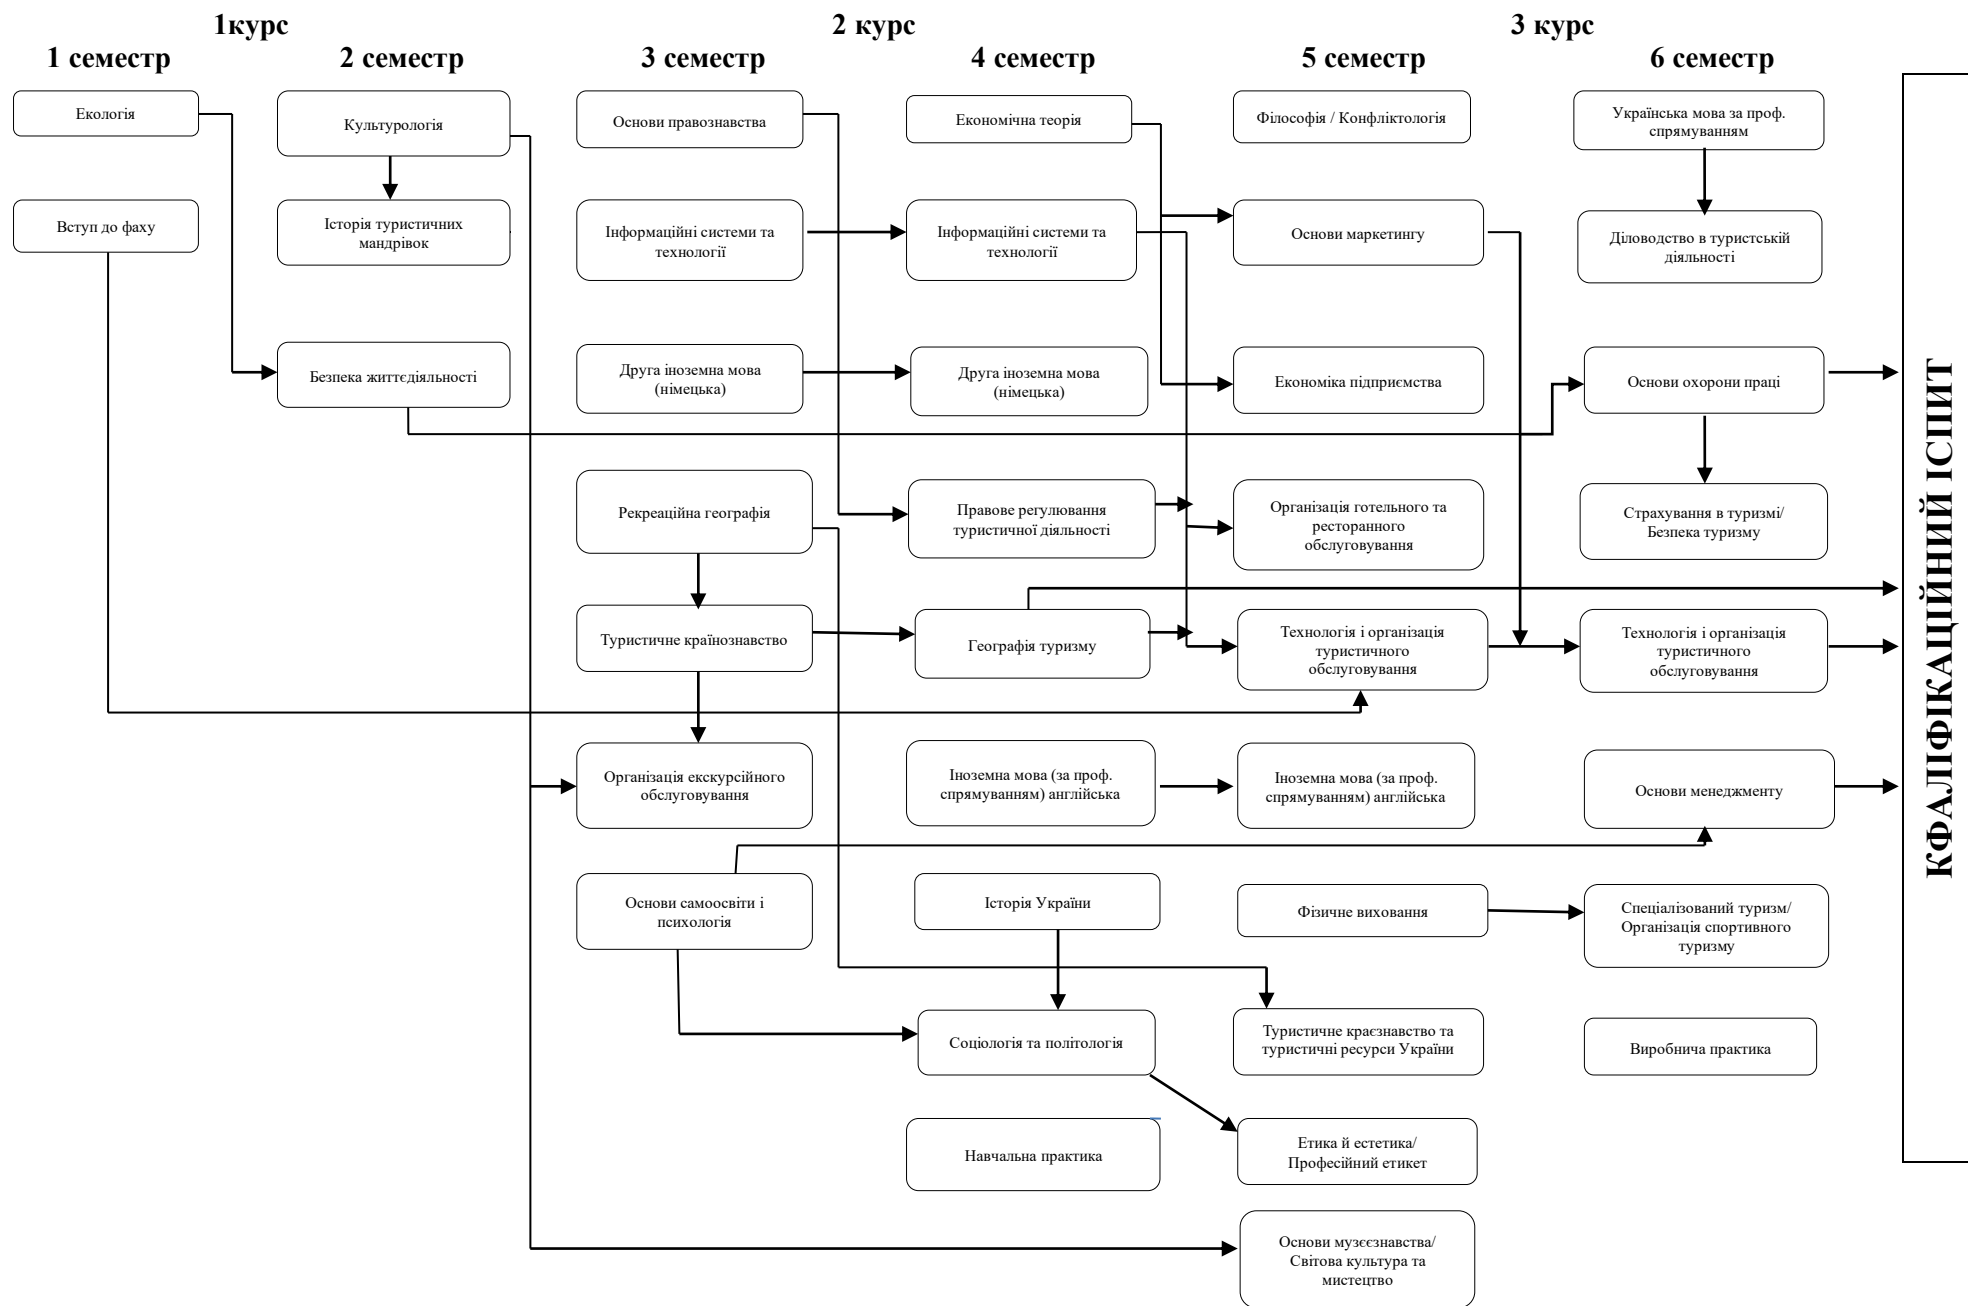 1курс
2 курс
3 курс
1 семестр
2 семестр
3 семестр
4 семестр
5 семестр
6 семестр
Екологія
Культурологія
Основи правознавства
Економічна теорія
Філософія / Конфліктологія
Українська мова за проф.
спрямуванням
Вступ до фаху
Історія туристичних
мандрівок
Інформаційні системи та
технології
Інформаційні системи та
технології
Основи маркетингу
Діловодство в туристській
діяльності
Безпека життєдіяльності
Друга іноземна мова
(німецька)
Друга іноземна мова
(німецька)
Економіка підприємства
Основи охорони праці
Рекреаційна географія
Правове регулювання
туристичної діяльності
Організація готельного та
ресторанного
обслуговування
Страхування в туризмі/
Безпека туризму
Туристичне країнознавство
Географія туризму
Технологія і організація
туристичного
обслуговування
Технологія і організація
туристичного
обслуговування
Організація екскурсійного
обслуговування
Іноземна мова (за проф.
спрямуванням) англійська
Іноземна мова (за проф.
спрямуванням) англійська
Основи менеджменту
Основи самоосвіти і
психологія
Історія України
Фізичне виховання
Спеціалізований туризм/
Організація спортивного
туризму
Соціологія та політологія
Туристичне краєзнавство та
туристичні ресурси України
Виробнича практика
Навчальна практика
Етика й естетика/
Професійний етикет
Основи музєєзнавства/
Світова культура та
мистецтво
КФАЛІФІКАЦІЙНИЙ ІСПИТ